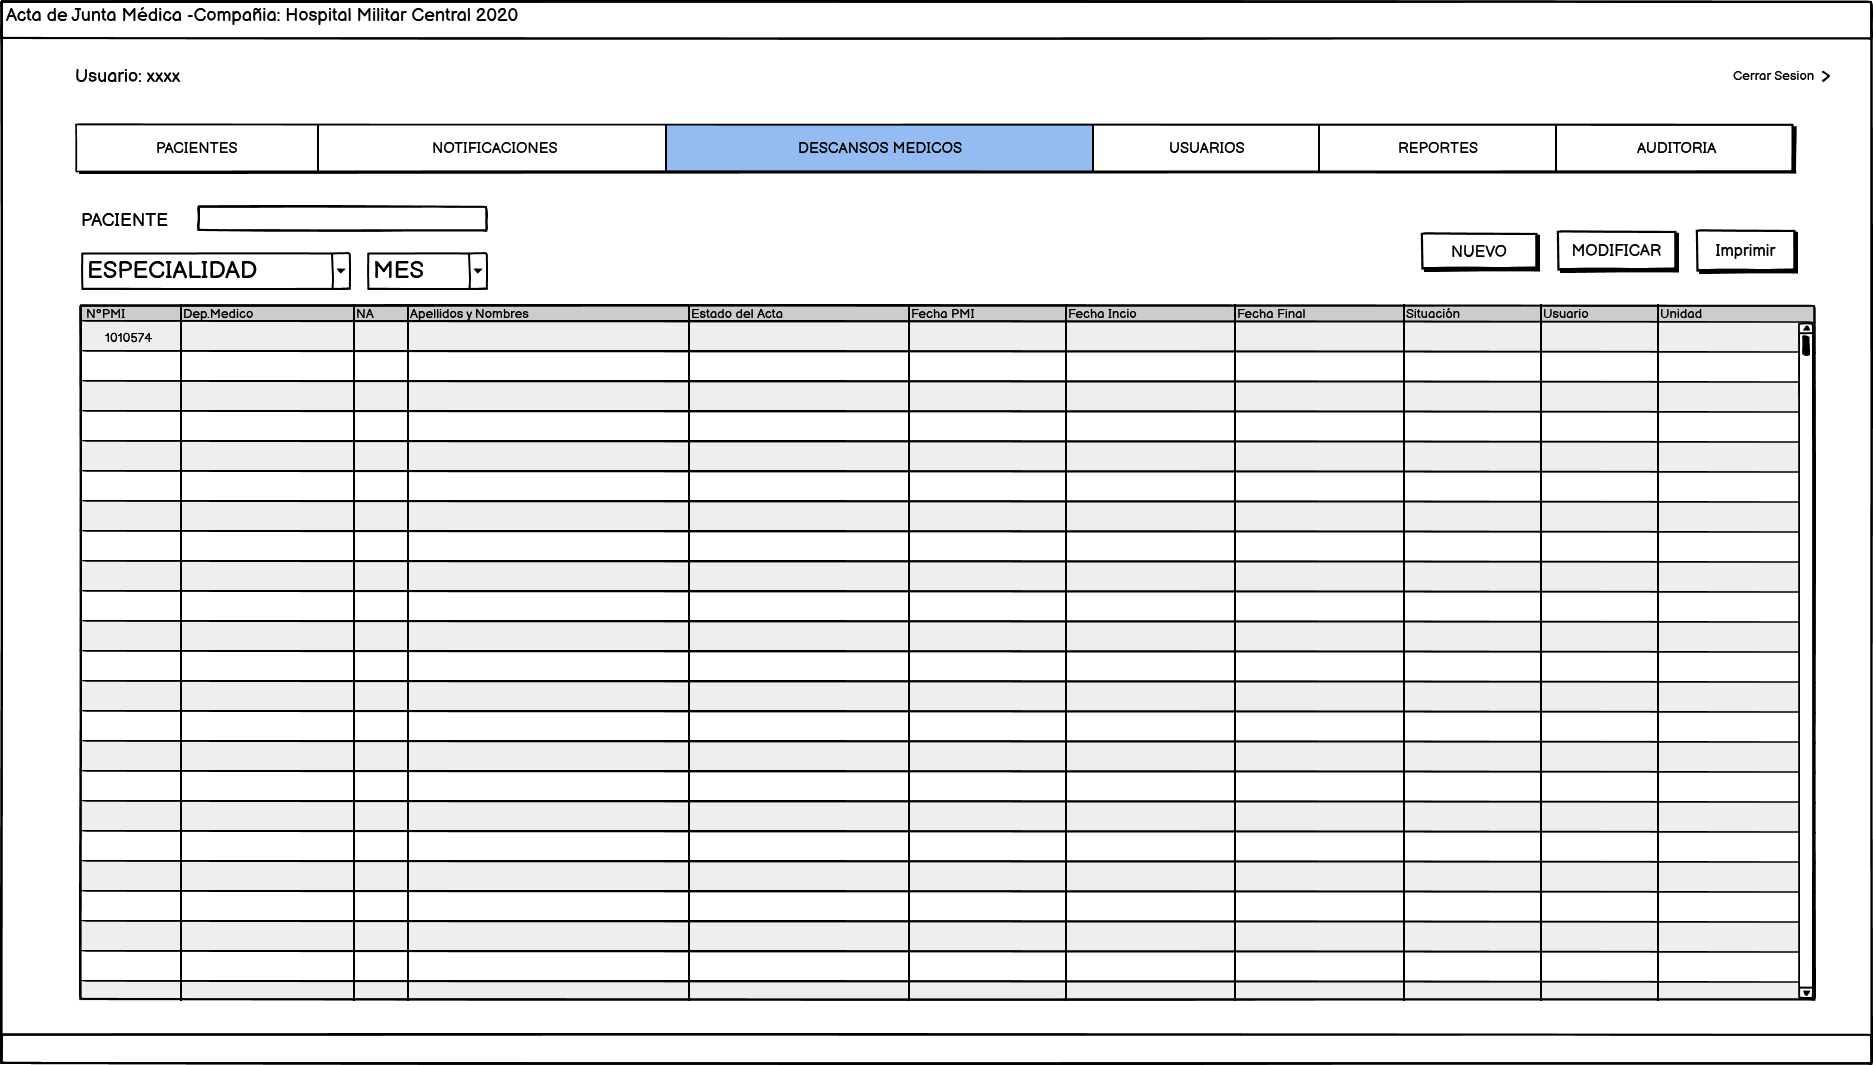 Acta de Junta Médica -Compañia: Hospital Militar Central 2020
Usuario: xxxx
Cerrar Sesion
PACIENTES NOTIFICACIONES DESCANSOS MEDICOS USUARIOS REPORTES AUDITORIA
PACIENTE
ESPECIALIDAD MES NUEVO MODIFICAR Imprimir
N°PMI Dep.Medico NA Apellidos y Nombres Estado del Acta Fecha PMI Fecha Incio Fecha Final Situación Usuario Unidad
1010574